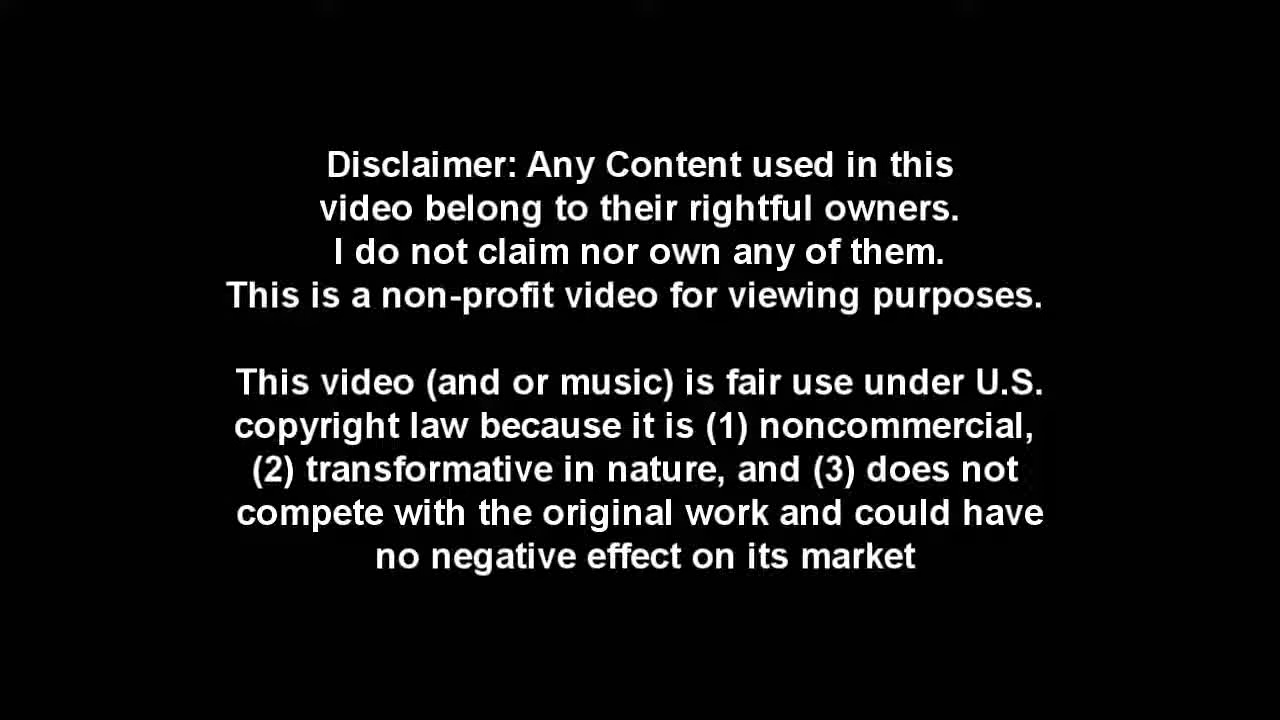 Disclaimer: Any Content used in this
video belong to their rightful owners.
I do not claim nor own any of them.
This is a non-profit video for viewing purposes.
This video (and or music) is fair use under U.S.
copyright law because it is (1) noncommercial,
(2) transformative in nature, and (3) does not
compete with the original work and could have
no negative effect on its market